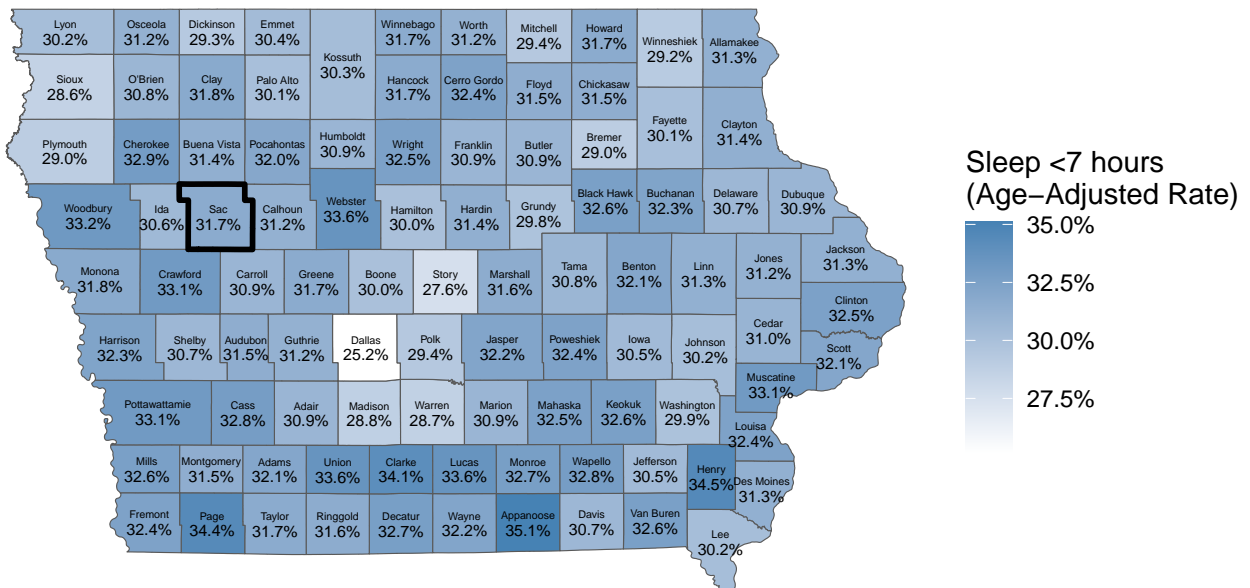 Lyon
30.2%
Osceola
31.2%
Dickinson
29.3%
Emmet
30.4%
Kossuth
30.3%
Winnebago
31.7%
Worth
31.2%
Mitchell
29.4%
Howard
31.7%
Winneshiek
29.2%
Allamakee
31.3%
Sioux
28.6%
O'Brien
30.8%
Clay
31.8%
Palo Alto
30.1%
Hancock
31.7%
Cerro Gordo
32.4%
Floyd
31.5%
Chickasaw
31.5%
Fayette
30.1%
Clayton
31.4%
Plymouth
29.0%
Cherokee
32.9%
Buena Vista
31.4%
Pocahontas
32.0%
Humboldt
30.9%
Wright
32.5%
Franklin
30.9%
Butler
30.9%
Bremer
29.0%
Woodbury
33.2%
Ida
30.6%
Sac
31.7%
Calhoun
31.2%
Webster
33.6%
Hamilton
30.0%
Hardin
31.4%
Grundy
29.8%
Black Hawk
32.6%
Buchanan
32.3%
Delaware
30.7%
Dubuque
30.9%
Monona
31.8%
Crawford
33.1%
Carroll
30.9%
Greene
31.7%
Boone
30.0%
Story
27.6%
Marshall
31.6%
Tama
30.8%
Benton
32.1%
Linn
31.3%
Jones
31.2%
Jackson
31.3%
Clinton
32.5%
Harrison
32.3%
Shelby
30.7%
Audubon
31.5%
Guthrie
31.2%
Dallas
25.2%
Polk
29.4%
Jasper
32.2%
Poweshiek
32.4%
Iowa
30.5%
Johnson
30.2%
Cedar
31.0%
Scott
32.1%
Muscatine
33.1%
Pottawattamie
33.1%
Cass
32.8%
Adair
30.9%
Madison
28.8%
Warren
28.7%
Marion
30.9%
Mahaska
32.5%
Keokuk
32.6%
Washington
29.9%
Louisa
32.4%
Mills
32.6%
Montgomery
31.5%
Adams
32.1%
Union
33.6%
Clarke
34.1%
Lucas
33.6%
Monroe
32.7%
Wapello
32.8%
Jefferson
30.5%
Henry
34.5%
Des Moines
31.3%
Fremont
32.4%
Page
34.4%
Taylor
31.7%
Ringgold
31.6%
Decatur
32.7%
Wayne
32.2%
Appanoose
35.1%
Davis
30.7%
Van Buren
32.6%
Lee
30.2%
Sleep <7 hours
(Age−Adjusted Rate)
35.0%
32.5%
30.0%
27.5%